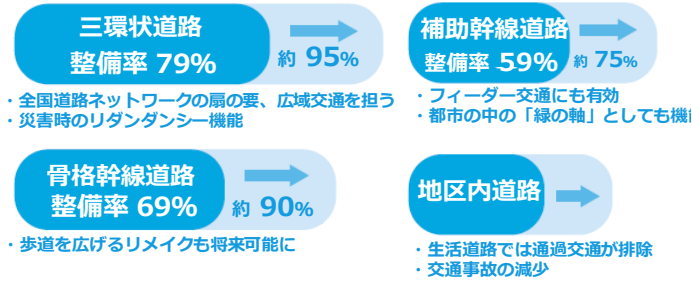 三環状道路
整備率 79%
約 95%
・全国道路ネットワークの扇の要、広域交通を担う
・災害時のリダンダンシー機能
補助幹線道路
整備率 59%
約 75%
・フィーダー交通にも有効
・都市の中の「緑の軸」としても機能
骨格幹線道路
整備率 69%
約 90%
・歩道を広げるリメイクも将来可能に
地区内道路
・生活道路では通過交通が排除
・交通事故の減少